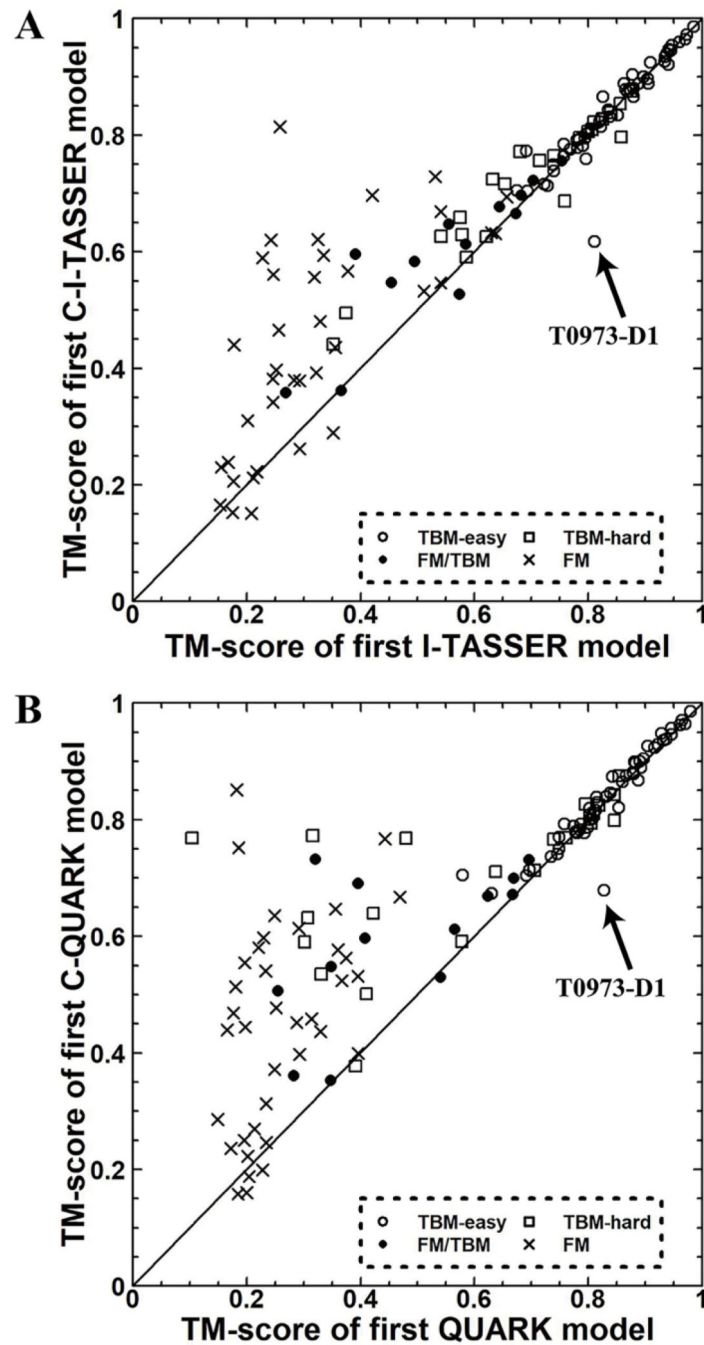 A
TM-score of first C-I-TASSER model
1
0.8
0.6
0.4
0.2
0
T0973-D1
TBM-easy TBM-hard
FM/TBM FM
0 0.2 0.4 0.6 0.8 1
TM-score of first I-TASSER model
B
TM-score of first C-QUARK model
1
0.8
0.6
0.4
0.2
0
T0973-D1
TBM-easy TBM-hard
FM/TBM FM
0 0.2 0.4 0.6 0.8 1
TM-score of first QUARK model